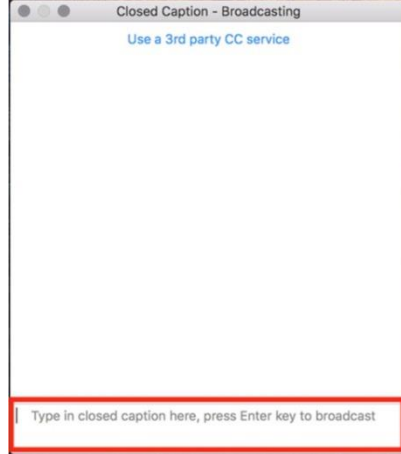 Closed Caption - Broadcasting
Use a 3rd party CC service
Type in closed caption here, press Enter key to broadcast